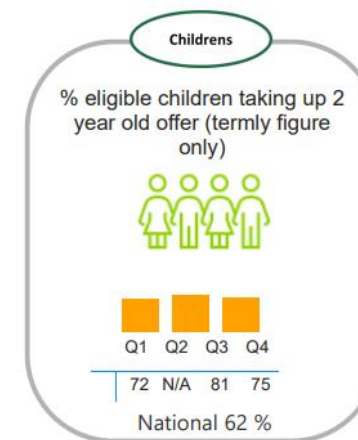 Childrens
% eligible children taking up 2
year old offer (termly figure
only)
Q1 Q2 Q3 Q4
72 N/A 81 75
National 62 %